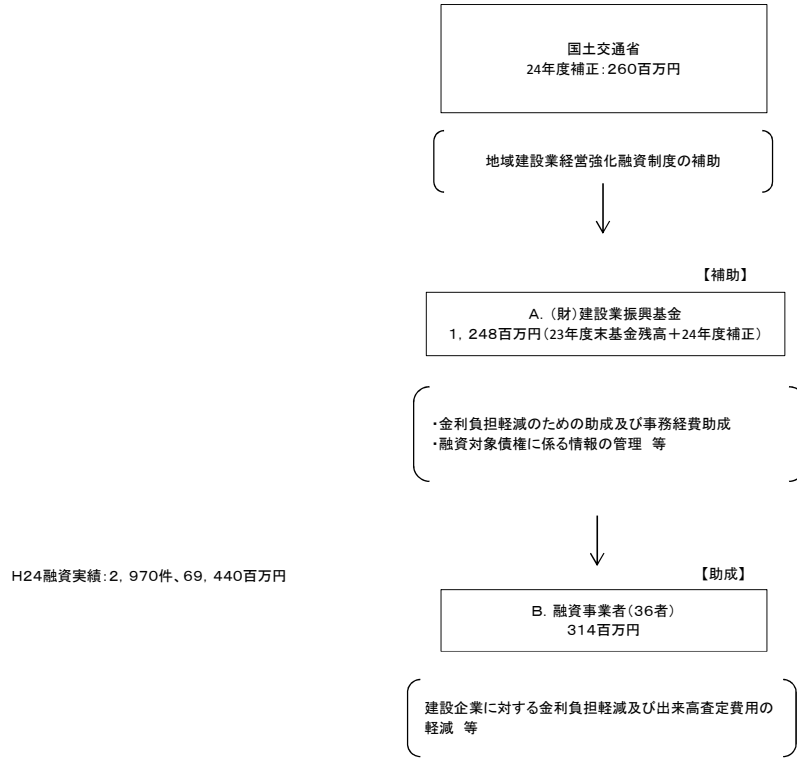 国土交通省
24年度補正：260百万円
地域建設業経営強化融資制度の補助
【補助】
A. （財）建設業振興基金
1，248百万円（23年度末基金残高＋24年度補正）
・金利負担軽減のための助成及び事務経費助成
・融資対象債権に係る情報の管理　等
H24融資実績：2，970件、69，440百万円
【助成】
B. 融資事業者（36者）
314百万円
建設企業に対する金利負担軽減及び出来高査定費用の
軽減　等